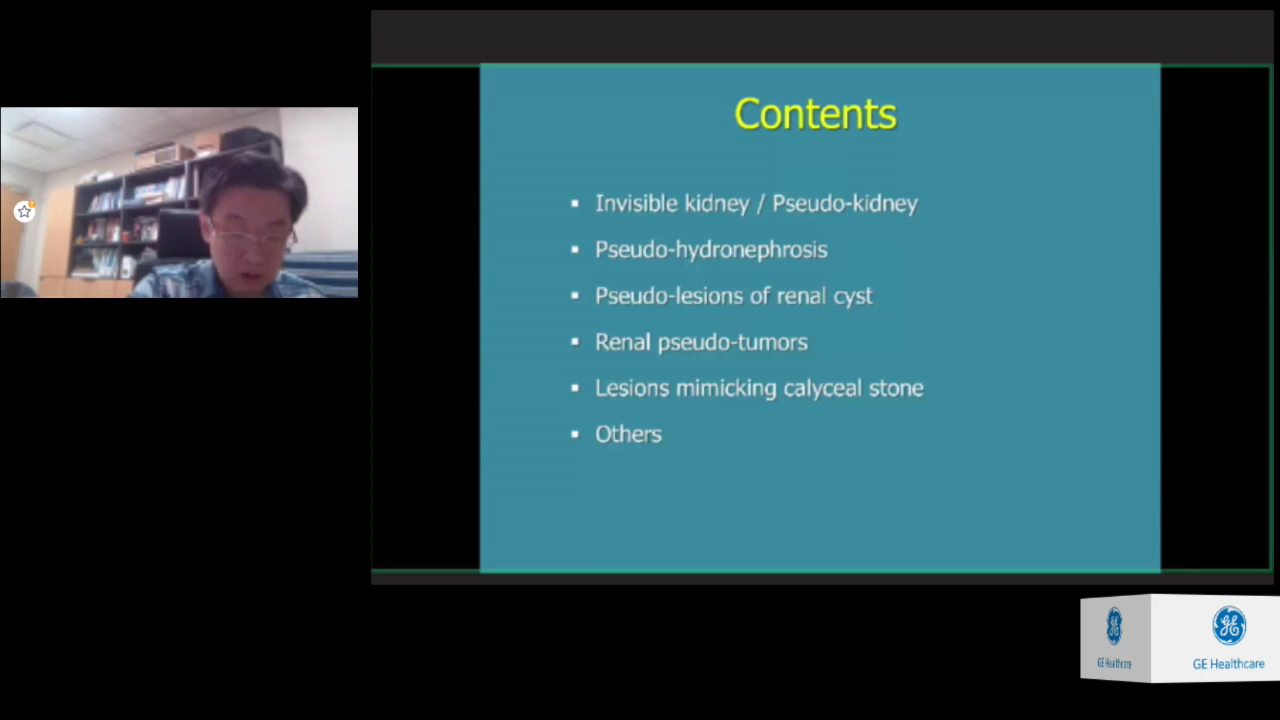 Contents
Invisible kidney / Pseudo-kidney
Pseudo-hydronephrosis
Pseudo-lesions of renal cyst
Renal pseudo-tumors
Lesions mimicking calyceal stone
Others
GE Healthcare
GE Healthcare